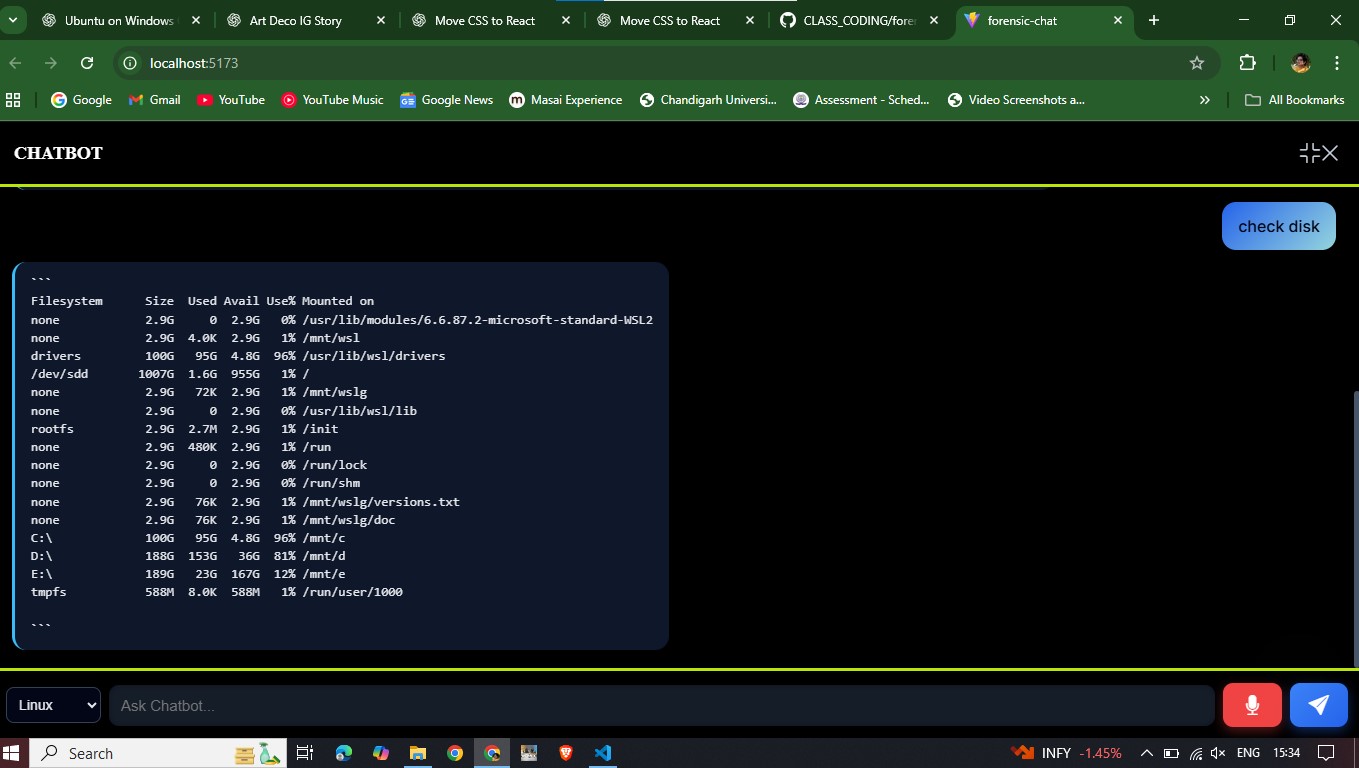 Ubuntu on Windows
Art Deco IG Story
Move CSS to React
Move CSS to React
CLASS_CODING/fore
forensic-chat
localhost:5173
Google
Gmail
YouTube
YouTube Music
Google News
Masai Experience
Chandigarh Universi...
Assessment - Sched...
Video Screenshots a...
All Bookmarks
CHATBOT
check disk
```
Filesystem      Size  Used Avail Use% Mounted on
none            2.9G     0  2.9G   0% /usr/lib/modules/6.6.87.2-microsoft-standard-WSL2
none            2.9G  4.0K  2.9G   1% /mnt/wsl
drivers         100G   95G  4.8G  96% /usr/lib/wsl/drivers
/dev/sdd       1007G  1.6G  955G   1% /
none            2.9G   72K  2.9G   1% /mnt/wslg
none            2.9G     0  2.9G   0% /usr/lib/wsl/lib
rootfs          2.9G  2.7M  2.9G   1% /init
none            2.9G  480K  2.9G   1% /run
none            2.9G     0  2.9G   0% /run/lock
none            2.9G     0  2.9G   0% /run/shm
none            2.9G   76K  2.9G   1% /mnt/wslg/versions.txt
none            2.9G   76K  2.9G   1% /mnt/wslg/doc
C:\             100G   95G  4.8G  96% /mnt/c
D:\             188G  153G   36G  81% /mnt/d
E:\             189G   23G  167G  12% /mnt/e
tmpfs           588M  8.0K  588M   1% /run/user/1000
```
Linux
Ask Chatbot...
Search
INFY -1.45%
ENG
15:34